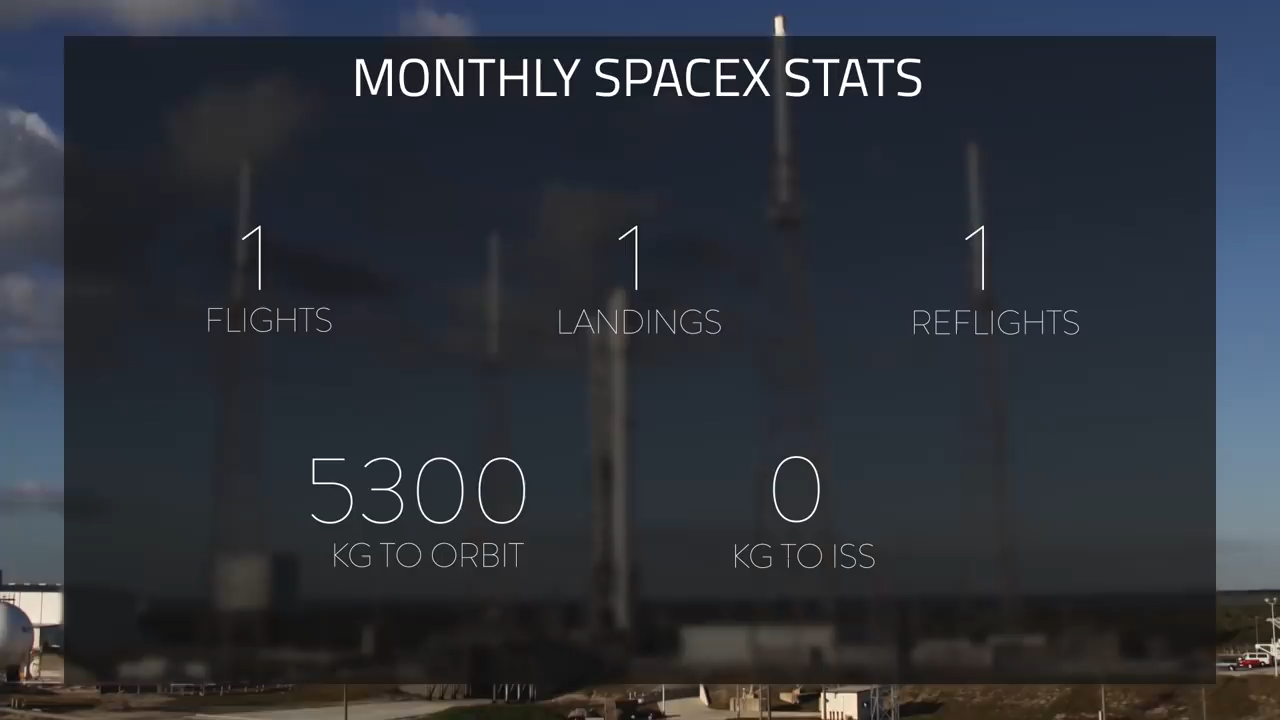 MONTHLY SPACEX STATS
1 1 1
FLIGHTS LANDINGS REFLIGHTS
5300 0
KG TO ORBIT KG TO ISS